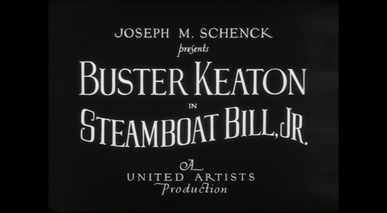 JOSEPH M. SCHENCK
presents
BUSTER KEATON
IN
STEAMBOAT BILL, JR.
A
UNITED ARTISTS
Production